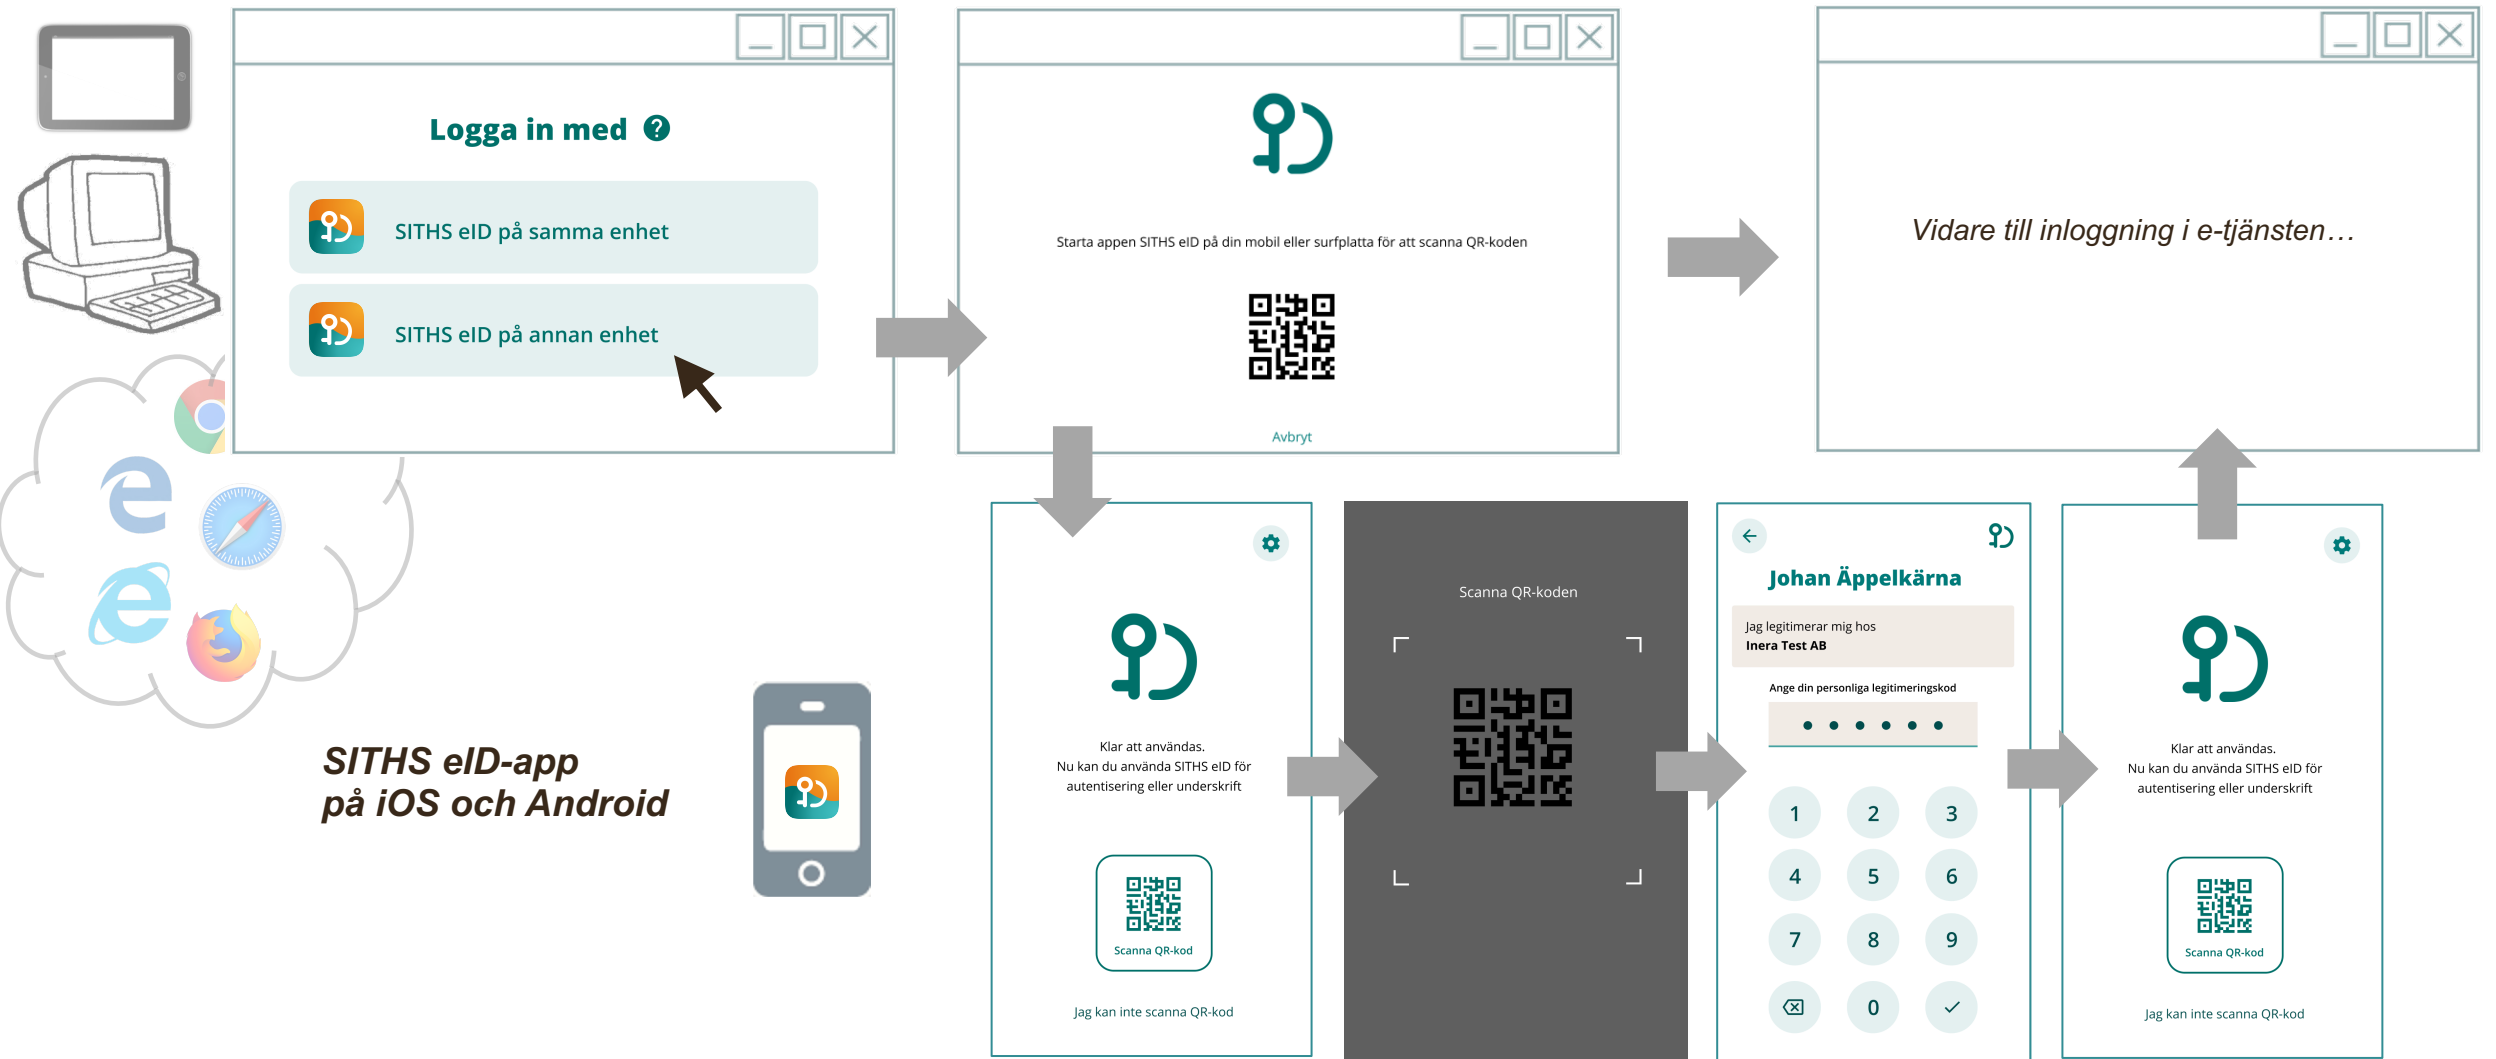 Logga in med ?
SITHS eID på samma enhet
SITHS eID på annan enhet
Starta appen SITHS eID på din mobil eller surfplatta för att scanna QR-koden
Avbryt
Vidare till inloggning i e-tjänsten…
SITHS eID-app
på iOS och Android
Klar att användas.
Nu kan du använda SITHS eID för
autentisering eller underskrift
Scanna QR-kod
Jag kan inte scanna QR-kod
Scanna QR-koden
Johan Äppelkärna
Jag legitimerar mig hos
Inera Test AB
Ange din personliga legitimeringskod
1 2 3
4 5 6
7 8 9
0
Klar att användas.
Nu kan du använda SITHS eID för
autentisering eller underskrift
Scanna QR-kod
Jag kan inte scanna QR-kod